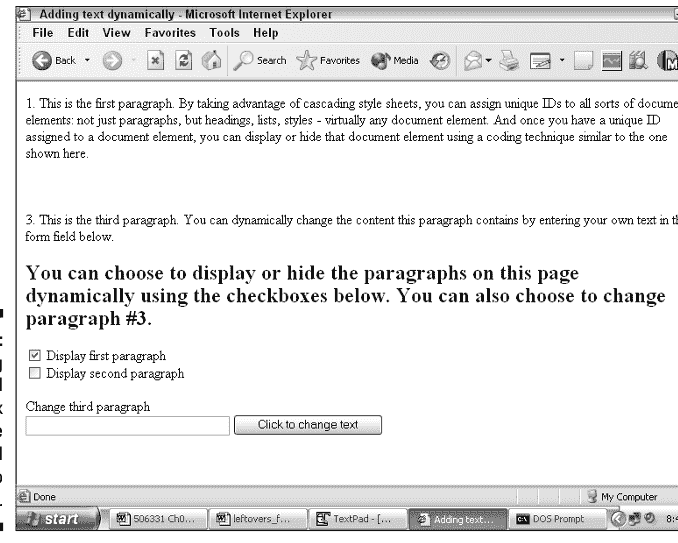 Adding text dynamically - Microsoft Internet Explorer
File Edit View Favorites Tools Help
Back Search Favorites Media
1. This is the first paragraph. By taking advantage of cascading style sheets, you can assign unique IDs to all sorts of docume
elements: not just paragraphs, but headings, lists, styles - virtually any document element. And once you have a unique ID
assigned to a document element, you can display or hide that document element using a coding technique similar to the one
shown here.
3. This is the third paragraph. You can dynamically change the content this paragraph contains by entering your own text in th
form field below.
You can choose to display or hide the paragraphs on this page
dynamically using the checkboxes below. You can also choose to change
paragraph #3.
Display first paragraph
Display second paragraph
Change third paragraph
Click to change text
Done My Computer
start 506331 Ch0... leftovers_f... TextPad - [... Adding text... DOS Prompt